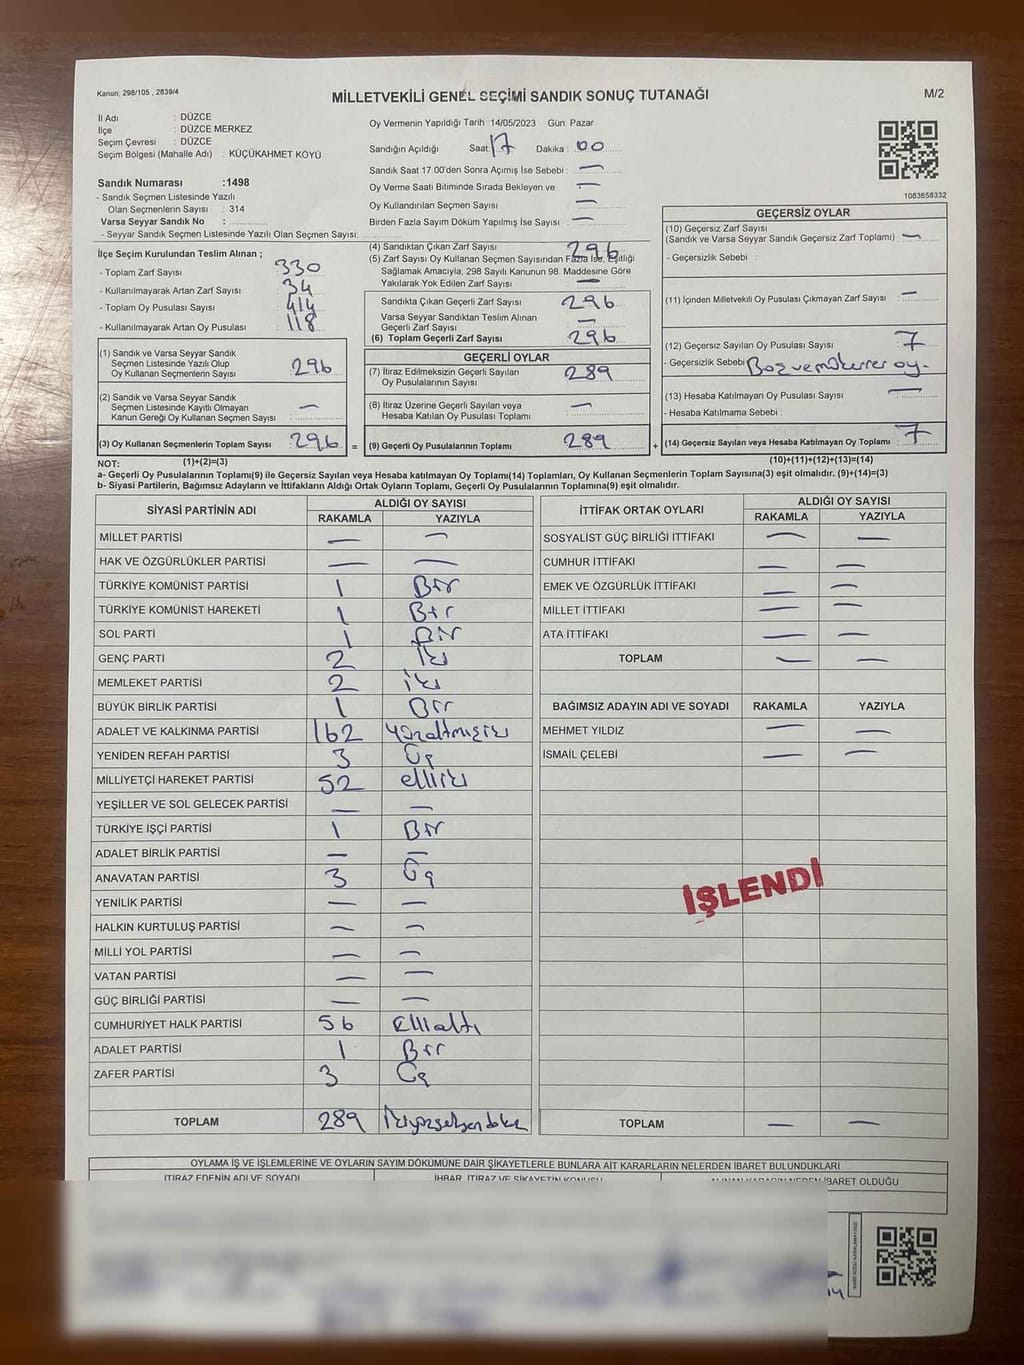 Kanun; 298/105 , 2839/4
MİLLETVEKİLİ GENEL SEÇİMİ SANDIK SONUÇ TUTANAĞI
M/2
İl Adı : DÜZCE
İlçe : DÜZCE MERKEZ
Seçim Çevresi : DÜZCE
Seçim Bölgesi (Mahalle Adı) : KÜÇÜKAHMET KÖYÜ
Sandık Numarası :1498
- Sandık Seçmen Listesinde Yazılı
Olan Seçmenlerin Sayısı : 314
Varsa Seyyar Sandık No :
- Seyyar Sandık Seçmen Listesinde Yazılı Olan Seçmen Sayısı:
Oy Vermenin Yapıldığı Tarih :14/05/2023 Gün: Pazar
Sandığın Açıldığı Saat: 17 Dakika : 00
Sandık Saat 17.00'den Sonra Açımış İse Sebebi : —
Oy Verme Saati Bitiminde Sırada Bekleyen ve : —
Oy Kullandırılan Seçmen Sayısı : —
Birden Fazla Sayım Döküm Yapılmış İse Sayısı : —
1083658332
İlçe Seçim Kurulundan Teslim Alınan ;
- Toplam Zarf Sayısı : 330
- Kullanılmayarak Artan Zarf Sayısı : 34
- Toplam Oy Pusulası : 414
- Kullanılmayarak Artan Oy Pusulası : 118
(1) Sandık ve Varsa Seyyar Sandık
Seçmen Listesinde Yazılı Olup
Oy Kullanan Seçmenlerin Sayısı : 296
(2) Sandık ve Varsa Seyyar Sandık
Seçmen Listesinde Kayıtlı Olmayan
Kanun Gereği Oy Kullanan Seçmen Sayısı : —
(3) Oy Kullanan Seçmenlerin Toplam Sayısı : 296 =
(1)+(2)=(3)
(4) Sandıktan Çıkan Zarf Sayısı : 296
(5) Zarf Sayısı Oy Kullanan Seçmen Sayısından Fazla İse, Eşitliği
Sağlamak Amacıyla, 298 Sayılı Kanunun 98. Maddesine Göre
Yakılarak Yok Edilen Zarf Sayısı : —
Sandıkta Çıkan Geçerli Zarf Sayısı : 296
Varsa Seyyar Sandıktan Teslim Alınan
Geçerli Zarf Sayısı : —
(6) Toplam Geçerli Zarf Sayısı : 296
GEÇERLİ OYLAR
(7) İtiraz Edilmeksizin Geçerli Sayılan
Oy Pusulalarının Sayısı : 289
(8) İtiraz Üzerine Geçerli Sayılan veya
Hesaba Katılan Oy Pusulaları Toplamı : —
(9) Geçerli Oy Pusulalarının Toplamı : 289 +
GEÇERSİZ OYLAR
(10) Geçersiz Zarf Sayısı
(Sandık ve Varsa Seyyar Sandık Geçersiz Zarf Toplamı) : —
- Geçersizlik Sebebi :
(11) İçinden Milletvekili Oy Pusulası Çıkmayan Zarf Sayısı : —
(12) Geçersiz Sayılan Oy Pusulası Sayısı : 7
- Geçersizlik Sebebi : Boz ve mükerrer oy.
(13) Hesaba Katılmayan Oy Pusulası Sayısı : —
- Hesaba Katılmama Sebebi :
(14) Geçersiz Sayılan veya Hesaba Katılmayan Oy Toplamı : 7
(10)+(11)+(12)+(13)=(14)
NOT:
a- Geçerli Oy Pusulalarının Toplamı(9) ile Geçersiz Sayılan veya Hesaba katılmayan Oy Toplamı(14) Toplamları, Oy Kullanan Seçmenlerin Toplam Sayısına(3) eşit olmalıdır. (9)+(14)=(3)
b- Siyasi Partilerin, Bağımsız Adayların ve İttifakların Aldığı Ortak Oyların Toplamı, Geçerli Oy Pusulalarının Toplamına(9) eşit olmalıdır.
SİYASİ PARTİNİN ADI ALDIĞI OY SAYISI
RAKAMLA YAZIYLA
MİLLET PARTİSİ — —
HAK VE ÖZGÜRLÜKLER PARTİSİ — —
TÜRKİYE KOMÜNİST PARTİSİ 1 Bir
TÜRKİYE KOMÜNİST HAREKETİ 1 Bir
SOL PARTİ 1 Bir
GENÇ PARTİ 2 iki
MEMLEKET PARTİSİ 2 iki
BÜYÜK BİRLİK PARTİSİ 1 Bir
ADALET VE KALKINMA PARTİSİ 162 Yüzaltmışiki
YENİDEN REFAH PARTİSİ 3 Üç
MİLLİYETÇİ HAREKET PARTİSİ 52 elliiki
YEŞİLLER VE SOL GELECEK PARTİSİ — —
TÜRKİYE İŞÇİ PARTİSİ 1 Bir
ADALET BİRLİK PARTİSİ — —
ANAVATAN PARTİSİ 3 Üç
YENİLİK PARTİSİ — —
HALKIN KURTULUŞ PARTİSİ — —
MİLLİ YOL PARTİSİ — —
VATAN PARTİSİ — —
GÜÇ BİRLİĞİ PARTİSİ — —
CUMHURİYET HALK PARTİSİ 56 Ellialtı
ADALET PARTİSİ 1 Bir
ZAFER PARTİSİ 3 Üç
TOPLAM 289 İkiyüzseksendokuz
İTTİFAK ORTAK OYLARI ALDIĞI OY SAYISI
RAKAMLA YAZIYLA
SOSYALİST GÜÇ BİRLİĞİ İTTİFAKI — —
CUMHUR İTTİFAKI — —
EMEK VE ÖZGÜRLÜK İTTİFAKI — —
MİLLET İTTİFAKI — —
ATA İTTİFAKI — —
TOPLAM — —
BAĞIMSIZ ADAYIN ADI VE SOYADI RAKAMLA YAZIYLA
MEHMET YILDIZ — —
İSMAİL ÇELEBİ — —
İŞLENDİ
TOPLAM — —
OYLAMA İŞ VE İŞLEMLERİNE VE OYLARIN SAYIM DÖKÜMÜNE DAİR ŞİKAYETLERLE BUNLARA AİT KARARLARIN NELERDEN İBARET BULUNDUKLARI
İTİRAZ EDENİN ADI VE SOYADI İHBAR, İTİRAZ VE ŞİKAYETİN KONUSU ALINAN KARARIN NEDEN İBARET OLDUĞU